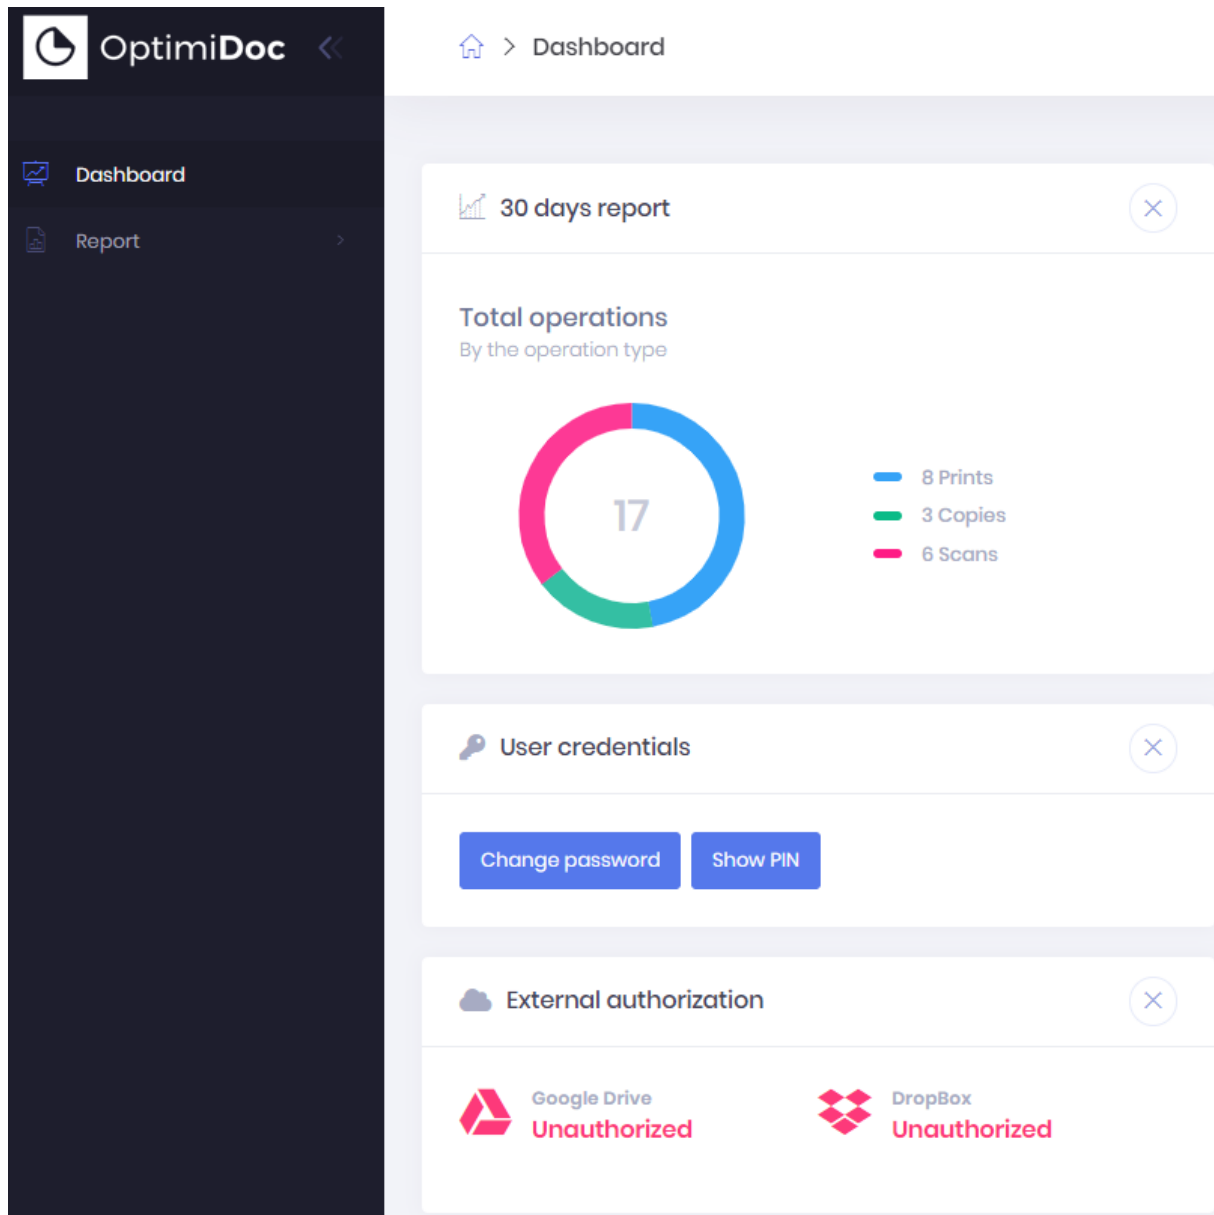 OptimiDoc
Dashboard
Dashboard
Report
30 days report
Total operations
By the operation type
17
8 Prints
3 Copies
6 Scans
User credentials
Change password
Show PIN
External authorization
Google Drive
Unauthorized
DropBox
Unauthorized